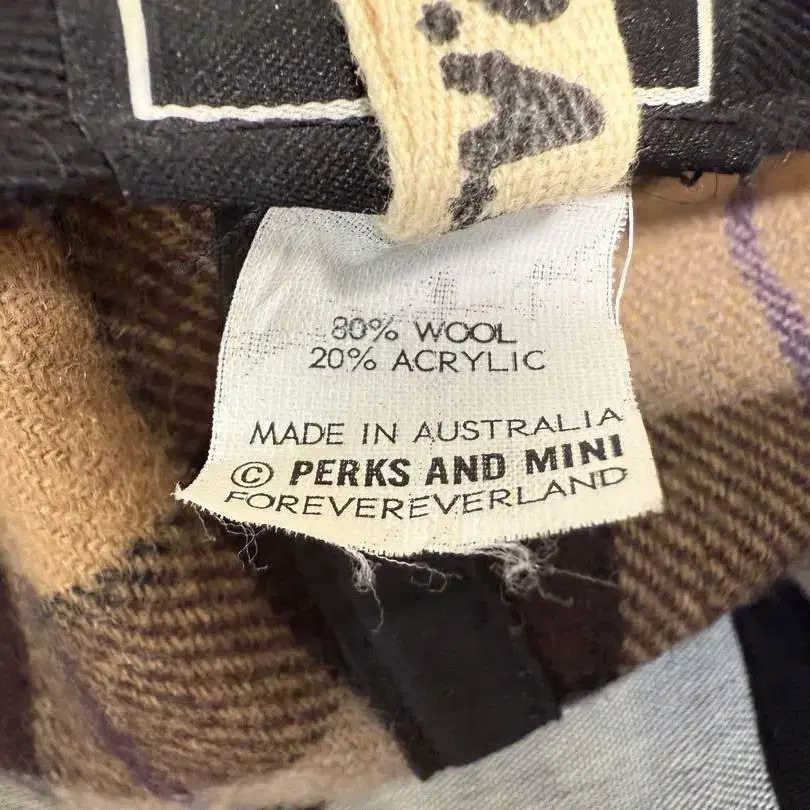 80% WOOL
20% ACRYLIC
MADE IN AUSTRALIA
© PERKS AND MINI
FOREVEREVERLAND